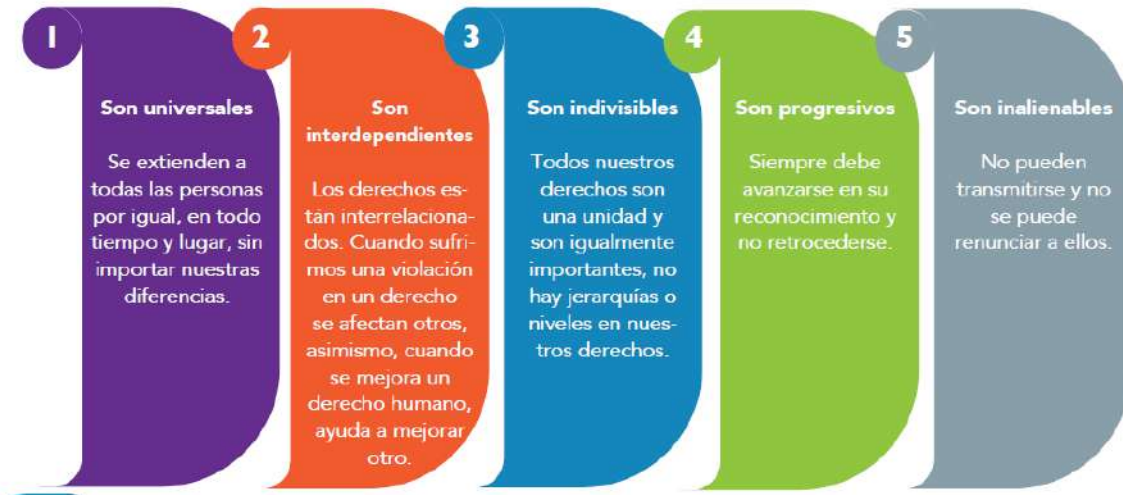 1
Son universales
Se extienden a
todas las personas
por igual, en todo
tiempo y lugar, sin
importar nuestras
diferencias.
2
Son
interdependientes
Los derechos es-
tán interrelaciona-
dos. Cuando sufri-
mos una violación
en un derecho
se afectan otros,
asimismo, cuando
se mejora un
derecho humano,
ayuda a mejorar
otro.
3
Son indivisibles
Todos nuestros
derechos son
una unidad y
son igualmente
importantes, no
hay jerarquías o
niveles en nues-
tros derechos.
4
Son progresivos
Siempre debe
avanzarse en su
reconocimiento y
no retrocederse.
5
Son inalienables
No pueden
transmitirse y no
se puede
renunciar a ellos.